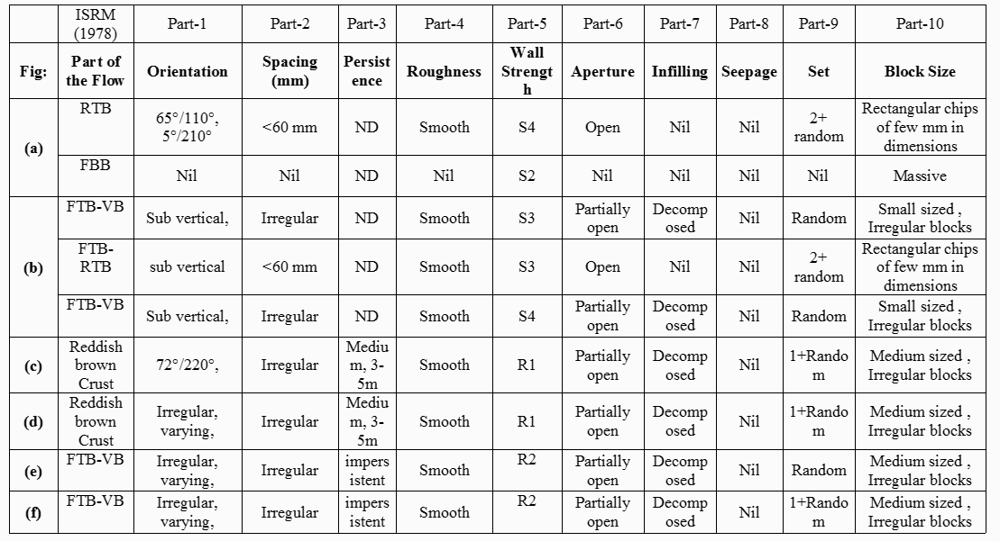 ISRM (1978) Part-1 Part-2 Part-3 Part-4 Part-5 Part-6 Part-7 Part-8 Part-9 Part-10
Fig: Part of the Flow Orientation Spacing (mm) Persist ence Roughness Wall Strengt h Aperture Infilling Seepage Set Block Size
(a) RTB 65°/110°, 5°/210° <60 mm ND Smooth S4 Open Nil Nil 2+ random Rectangular chips of few mm in dimensions
FBB Nil Nil ND Nil S2 Nil Nil Nil Nil Massive
(b) FTB-VB Sub vertical, Irregular ND Smooth S3 Partially open Decomp osed Nil Random Small sized , Irregular blocks
FTB- RTB sub vertical <60 mm ND Smooth S3 Open Nil Nil 2+ random Rectangular chips of few mm in dimensions
FTB-VB Sub vertical, Irregular ND Smooth S4 Partially open Decomp osed Nil Random Small sized , Irregular blocks
(c) Reddish brown Crust 72°/220°, Irregular Mediu m, 3- 5m Smooth R1 Partially open Decomp osed Nil 1+Rando m Medium sized , Irregular blocks
(d) Reddish brown Crust Irregular, varying, Irregular Mediu m, 3- 5m Smooth R1 Partially open Decomp osed Nil 1+Rando m Medium sized , Irregular blocks
(e) FTB-VB Irregular, varying, Irregular impers istent Smooth R2 Partially open Decomp osed Nil Random Medium sized , Irregular blocks
(f) FTB-VB Irregular, varying, Irregular impers istent Smooth R2 Partially open Decomp osed Nil 1+Rando m Medium sized , Irregular blocks